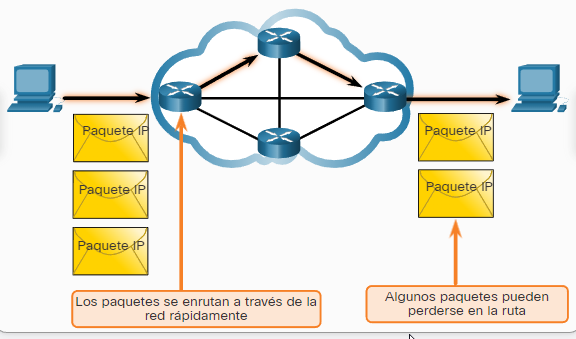 Paquete IP
Paquete IP
Paquete IP
Paquete IP
Paquete IP
Los paquetes se enrutan a través de la
red rápidamente
Algunos paquetes pueden
perderse en la ruta